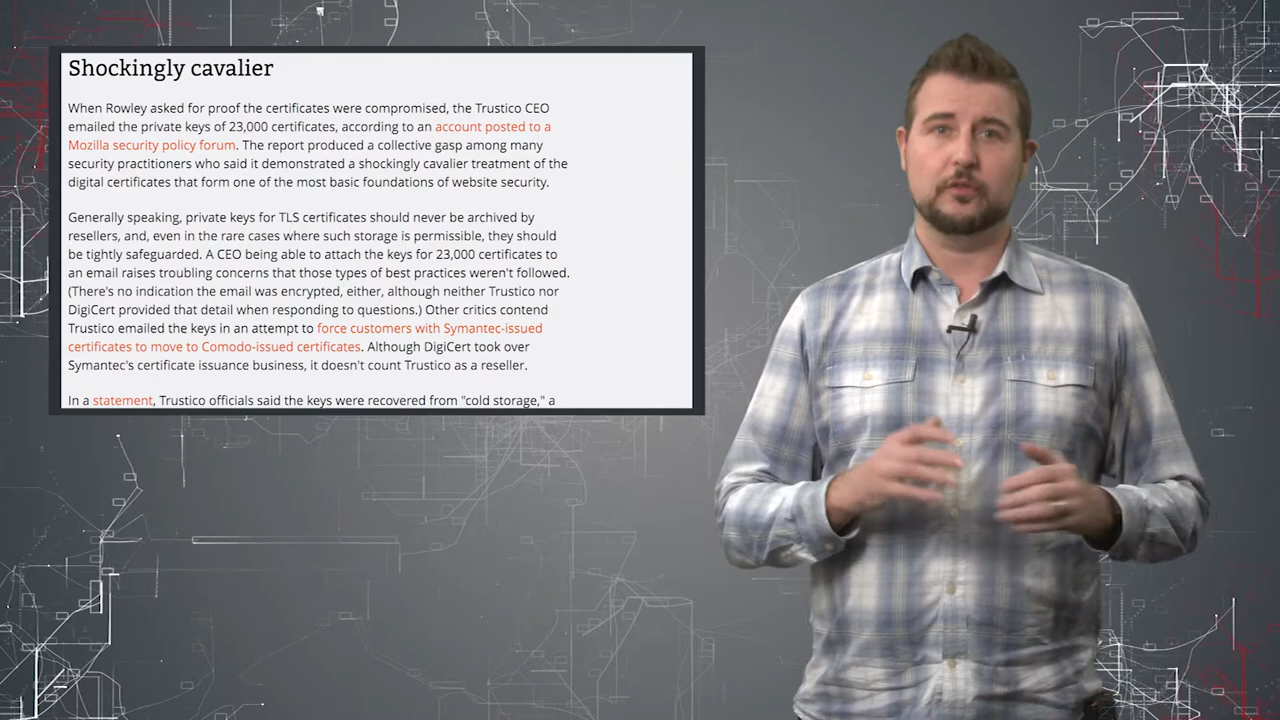 Shockingly cavalier
When Rowley asked for proof the certificates were compromised, the Trustico CEO
emailed the private keys of 23,000 certificates, according to an account posted to a
Mozilla security policy forum. The report produced a collective gasp among many
security practitioners who said it demonstrated a shockingly cavalier treatment of the
digital certificates that form one of the most basic foundations of website security.
Generally speaking, private keys for TLS certificates should never be archived by
resellers, and, even in the rare cases where such storage is permissible, they should
be tightly safeguarded. A CEO being able to attach the keys for 23,000 certificates to
an email raises troubling concerns that those types of best practices weren't followed.
(There's no indication the email was encrypted, either, although neither Trustico nor
DigiCert provided that detail when responding to questions.) Other critics contend
Trustico emailed the keys in an attempt to force customers with Symantec-issued
certificates to move to Comodo-issued certificates. Although DigiCert took over
Symantec's certificate issuance business, it doesn't count Trustico as a reseller.
In a statement, Trustico officials said the keys were recovered from "cold storage," a